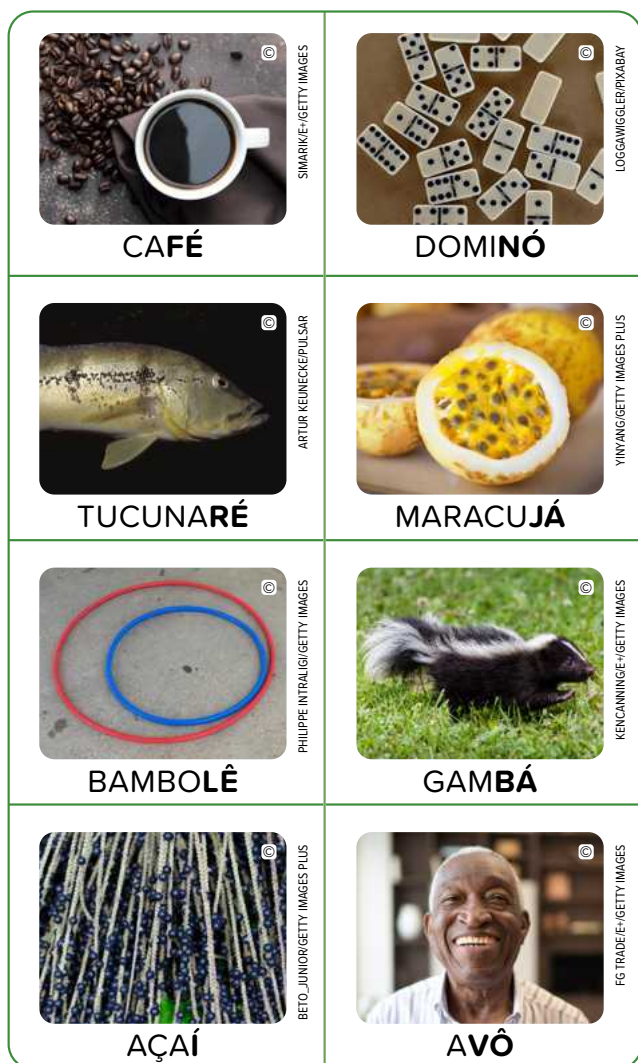 ©
SIMARIK/E+/GETTY IMAGES
CAFÉ
©
LOGGAWIGGLER/PIXABAY
DOMINÓ
©
ARTUR KEUNECKE/PULSAR
TUCUNARÉ
©
YINYANG/GETTY IMAGES PLUS
MARACUJÁ
©
PHILIPPE INTRALIGI/GETTY IMAGES
BAMBOLÊ
©
KENCANNING/E+/GETTY IMAGES
GAMBÁ
©
BETO_JUNIOR/GETTY IMAGES PLUS
AÇAÍ
©
FG TRADE/E+/GETTY IMAGES
AVÔ